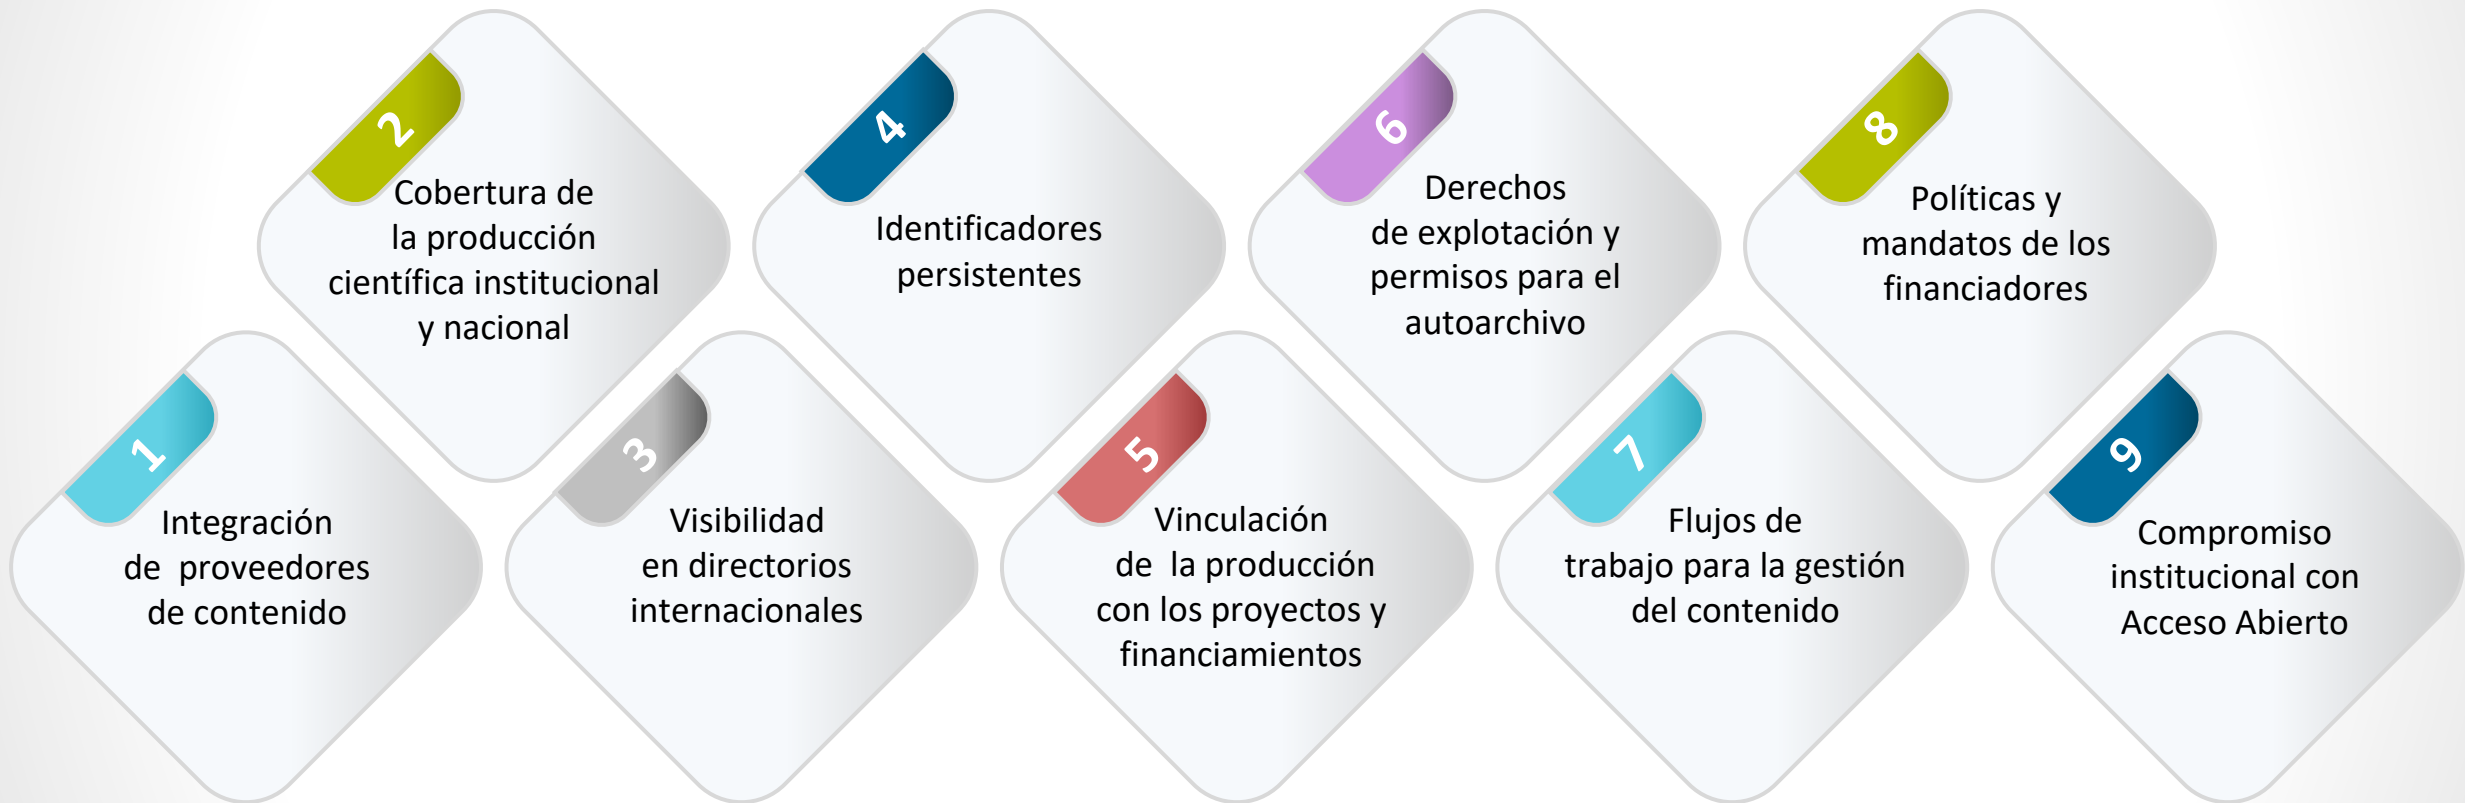 1
Integración
de proveedores
de contenido
2
Cobertura de
la producción
científica institucional
y nacional
3
Visibilidad
en directorios
internacionales
4
Identificadores
persistentes
5
Vinculación
de la producción
con los proyectos y
financiamientos
6
Derechos
de explotación y
permisos para el
autoarchivo
7
Flujos de
trabajo para la gestión
del contenido
8
Políticas y
mandatos de los
financiadores
9
Compromiso
institucional con
Acceso Abierto